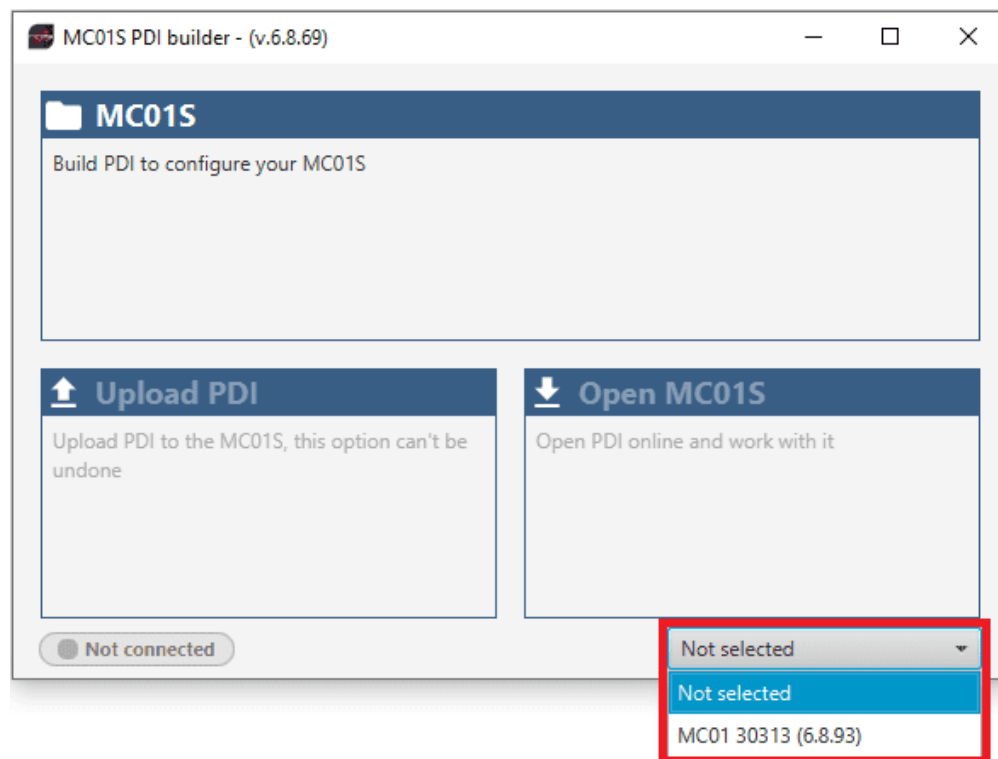 MC01S PDI builder - (v.6.8.69)
MC01S
Build PDI to configure your MC01S
Upload PDI
Upload PDI to the MC01S, this option can't be
undone
Open MC01S
Open PDI online and work with it
Not connected
Not selected
Not selected
MC01 30313 (6.8.93)